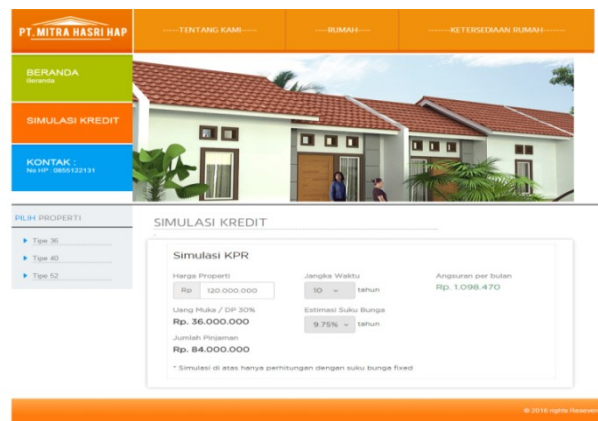 PT.MITRA HASRI HAP
-----TENTANG KAMI-----
----RUMAH----
-------KETERSEDIAAN RUMAH-------
BERANDA
Beranda
SIMULASI KREDIT
KONTAK :
No HP : 0855122131
PILIH PROPERTI
Tipe 36
Tipe 40
Tipe 52
SIMULASI KREDIT
Simulasi KPR
Harga Properti
Rp 120.000.000
Uang Muka / DP 30%
Rp. 36.000.000
Jumlah Pinjaman
Rp. 84.000.000
Jangka Waktu
10 tahun
Estimasi Suku Bunga
9.75% tahun
Angsuran per bulan
Rp. 1.098.470
* Simulasi di atas hanya perhitungan dengan suku bunga fixed
© 2016 rights Reserver